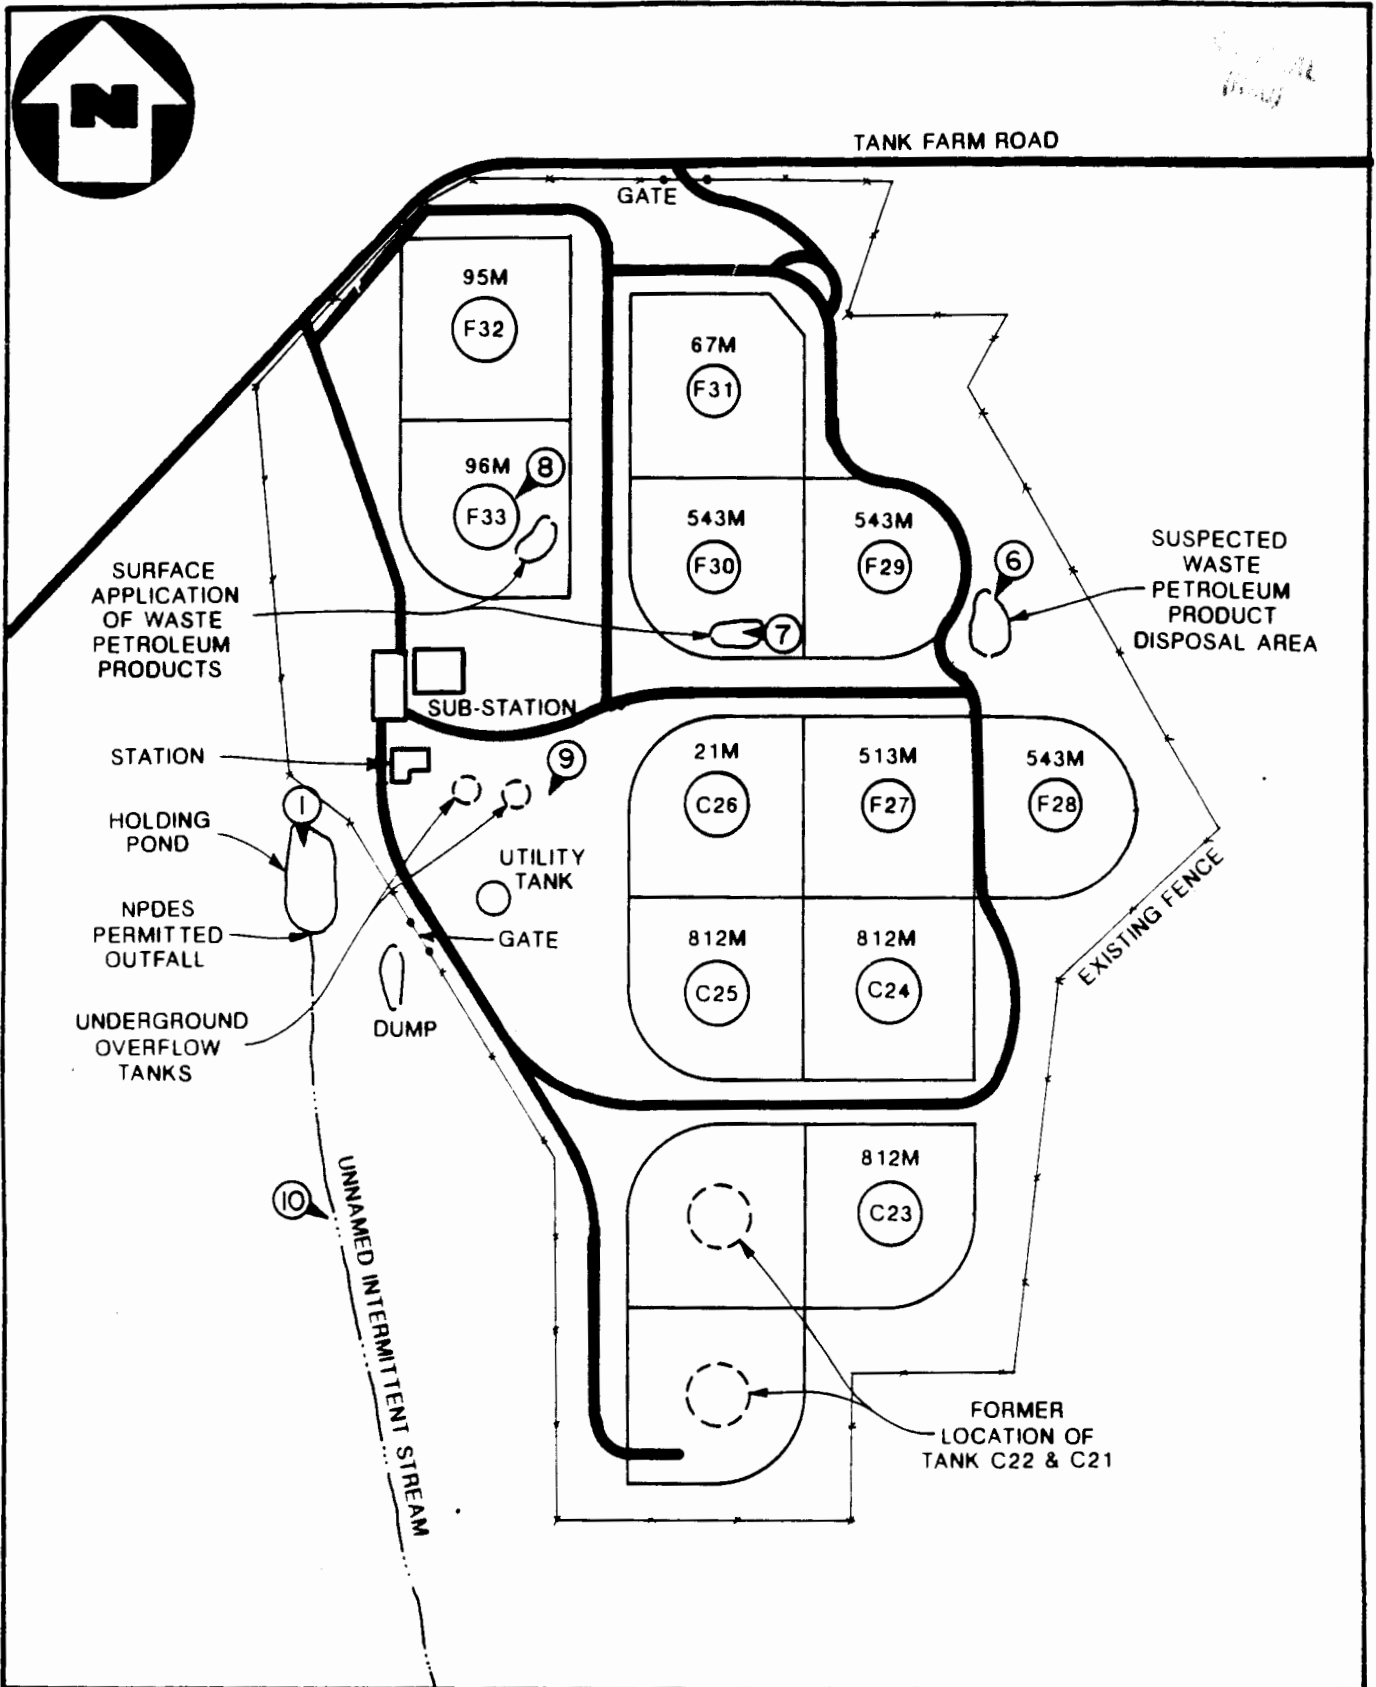 N
TANK FARM ROAD
GATE
95M
F32
67M
F31
96M
8
F33
543M
F30
543M
F29
6
SUSPECTED
WASTE
PETROLEUM
PRODUCT
DISPOSAL AREA
SURFACE
APPLICATION
OF WASTE
PETROLEUM
PRODUCTS
7
SUB-STATION
STATION
9
21M
C26
513M
F27
543M
F28
1
HOLDING
POND
UTILITY
TANK
NPDES
PERMITTED
OUTFALL
GATE
812M
C25
812M
C24
EXISTING FENCE
UNDERGROUND
OVERFLOW
TANKS
DUMP
812M
C23
10
UNNAMED INTERMITTENT STREAM
FORMER
LOCATION OF
TANK C22 & C21